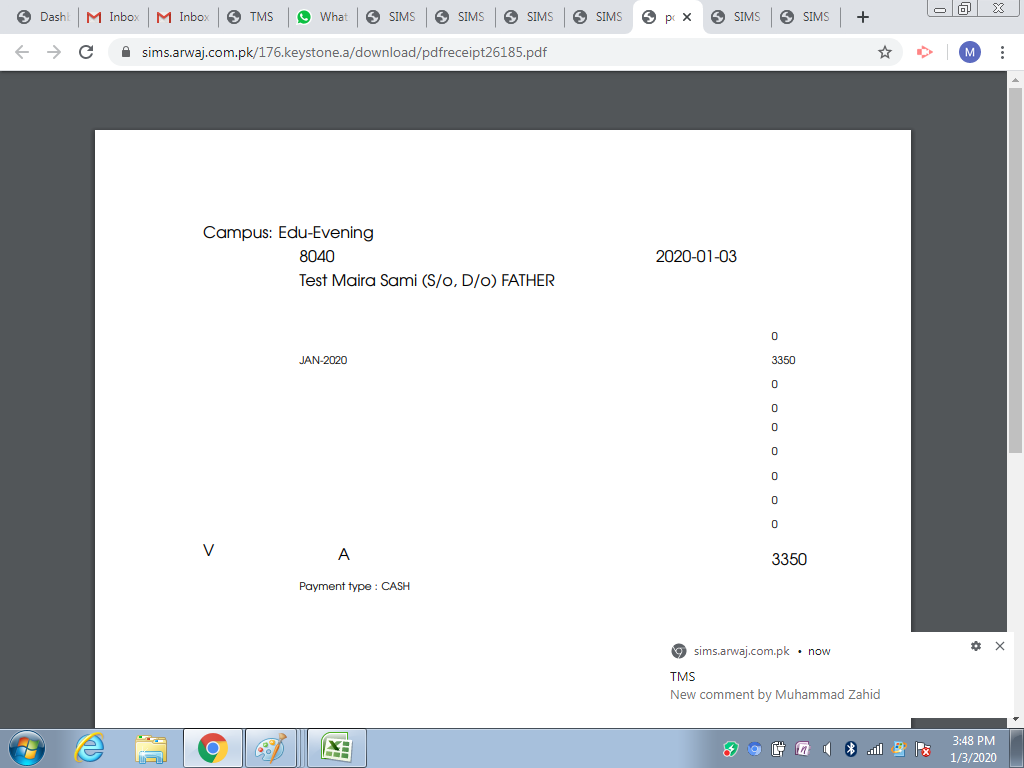 Dashb Inbox Inbox TMS What SIMS SIMS SIMS SIMS pd SIMS SIMS
sims.arwaj.com.pk/176.keystone.a/download/pdfreceipt26185.pdf M
Campus: Edu-Evening
8040 2020-01-03
Test Maira Sami (S/o, D/o) FATHER
0
JAN-2020 3350
0
0
0
0
0
0
0
V A 3350
Payment type : CASH
sims.arwaj.com.pk • now
TMS
New comment by Muhammad Zahid
3:48 PM
1/3/2020